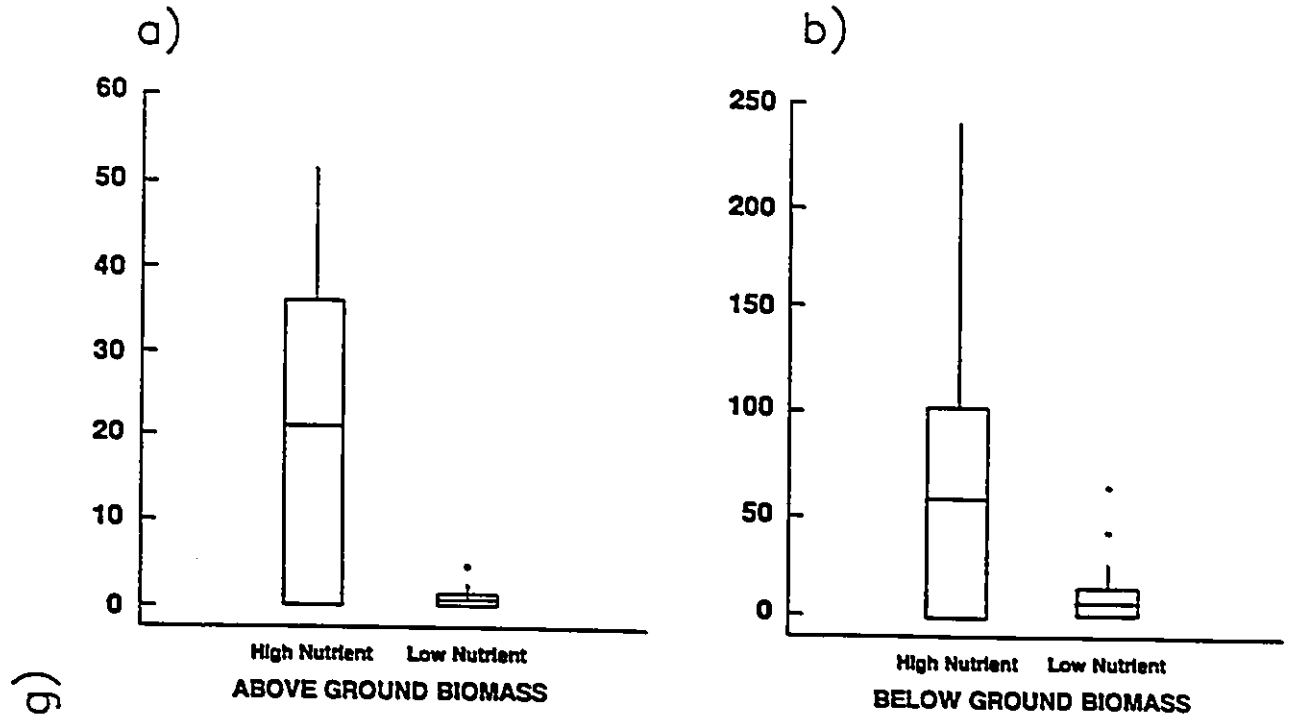 a)
60
50
40
30
20
10
0
High Nutrient Low Nutrient
ABOVE GROUND BIOMASS
b)
250
200
150
100
50
0
High Nutrient Low Nutrient
BELOW GROUND BIOMASS
g)